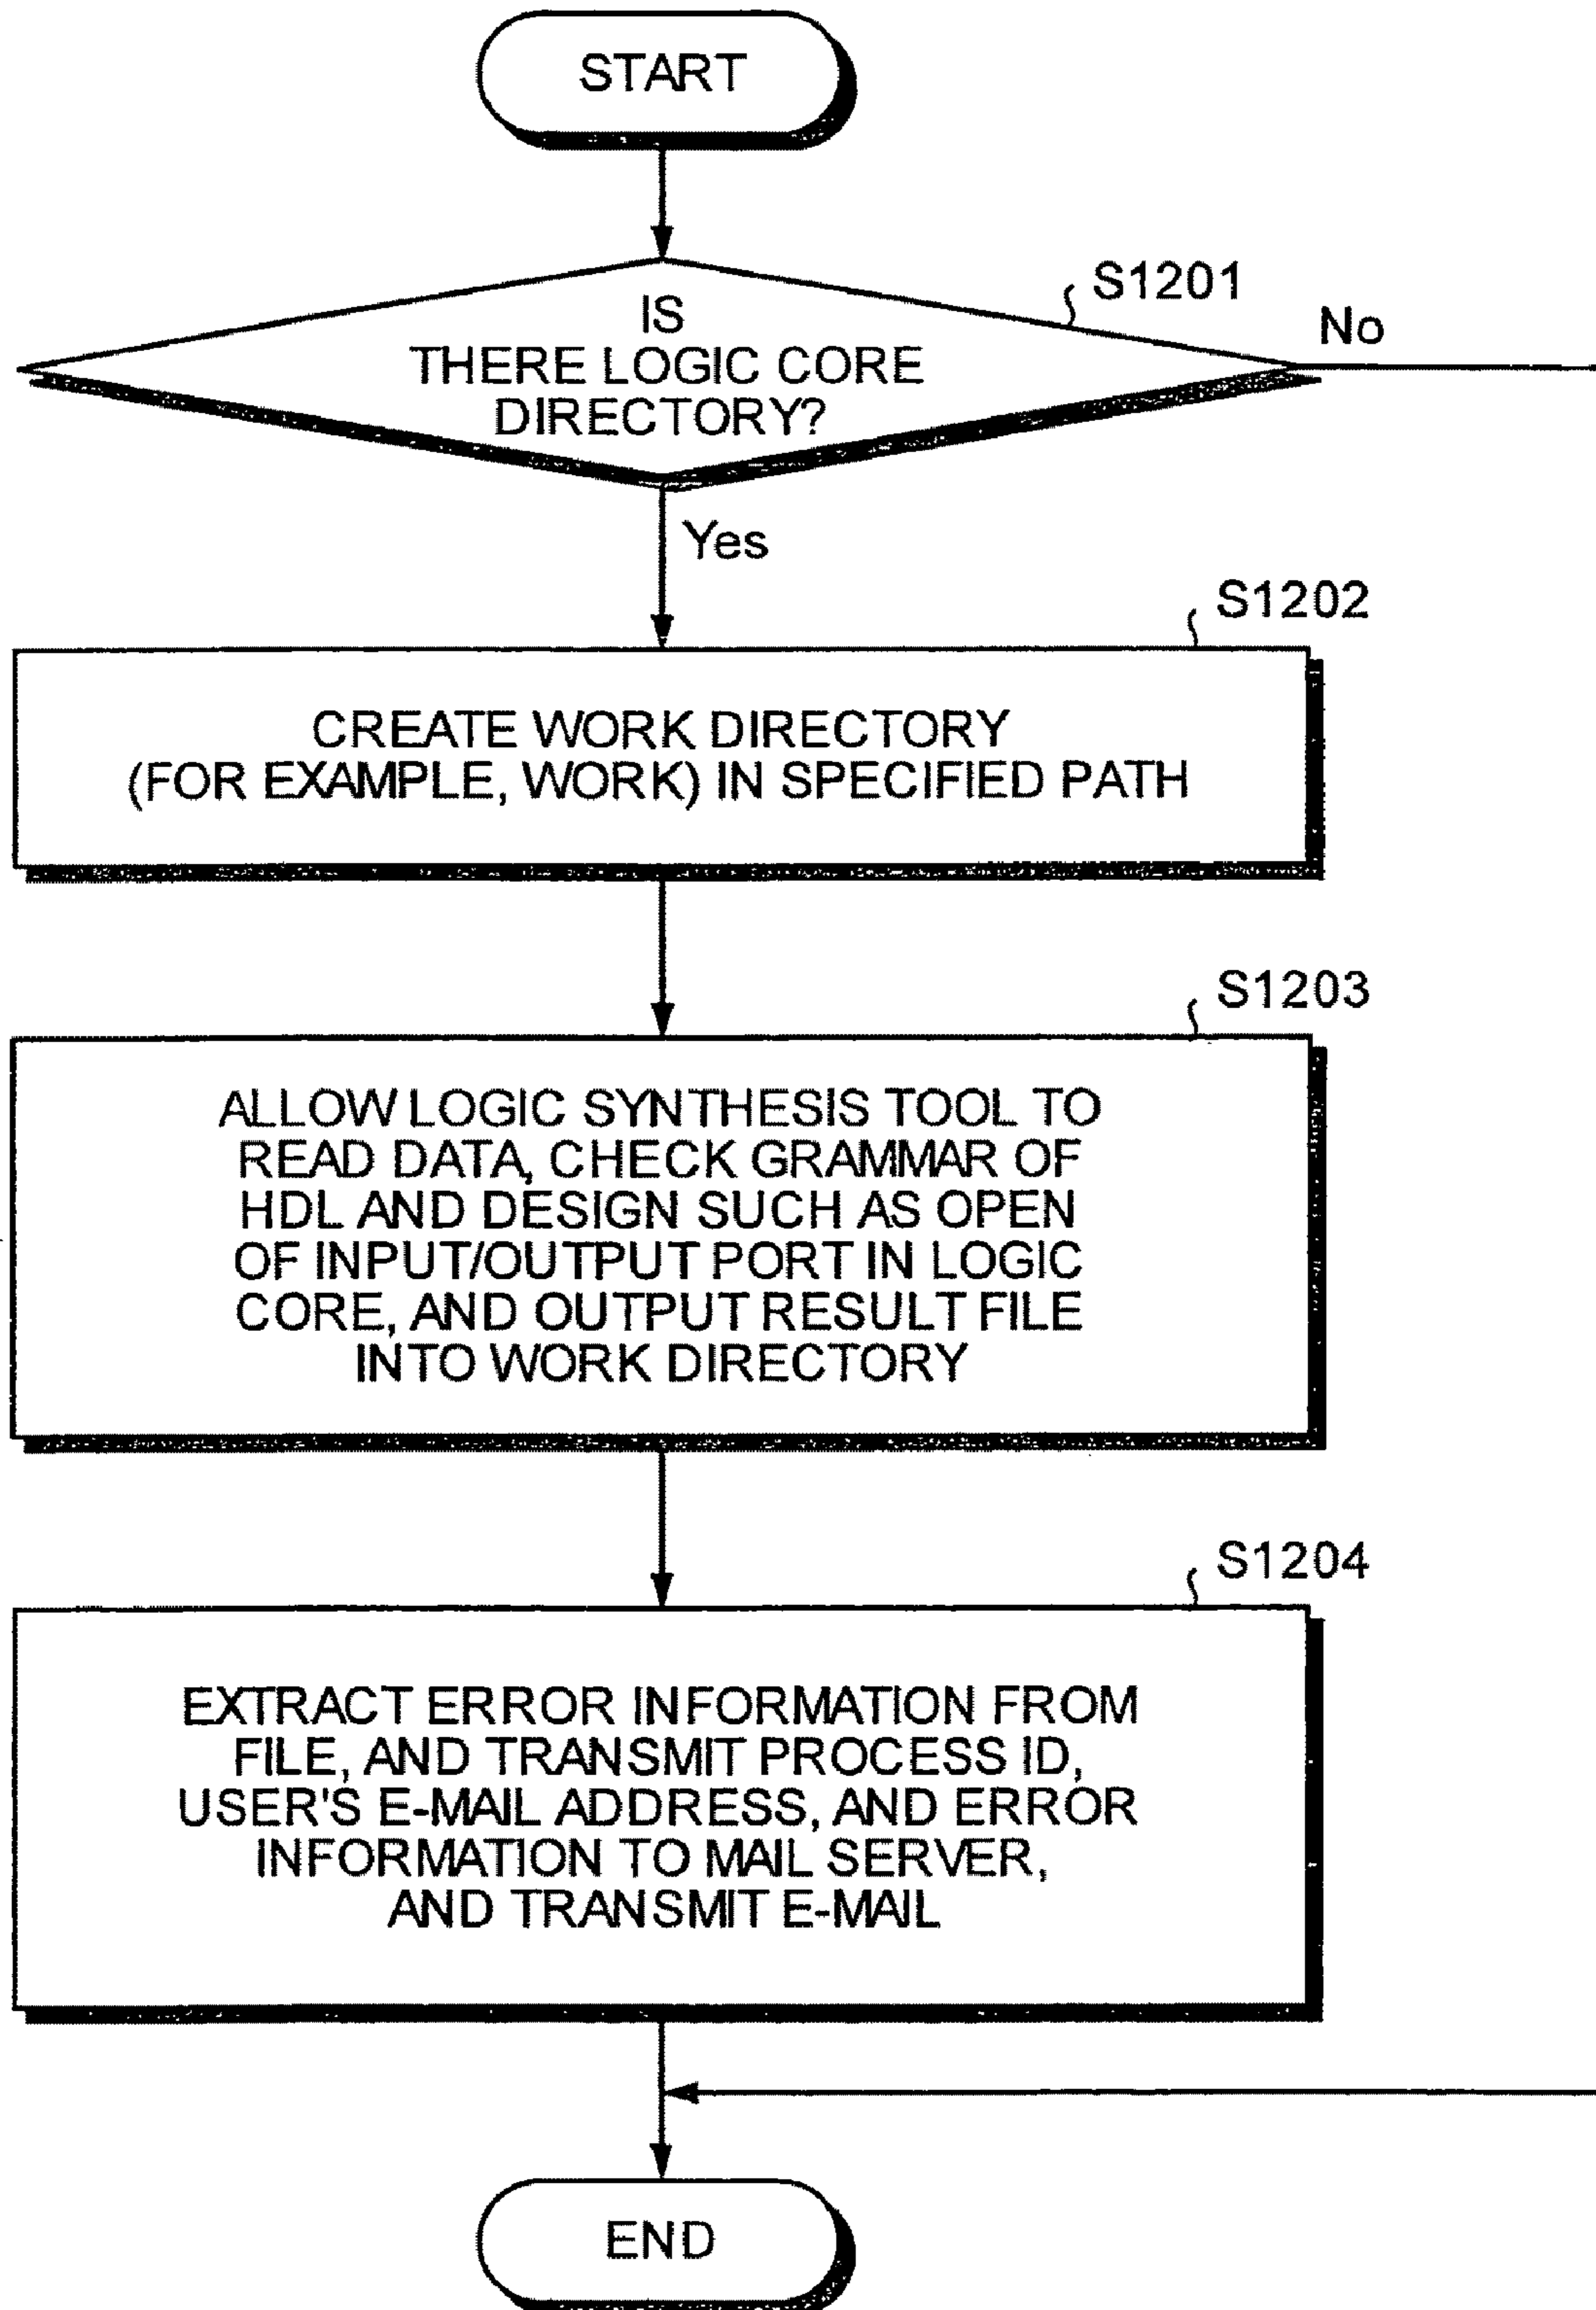 START
S1201
No
IS
THERE LOGIC CORE
DIRECTORY?
Yes
S1202
CREATE WORK DIRECTORY
(FOR EXAMPLE, WORK) IN SPECIFIED PATH
S1203
ALLOW LOGIC SYNTHESIS TOOL TO
READ DATA, CHECK GRAMMAR OF
HDL AND DESIGN SUCH AS OPEN
OF INPUT/OUTPUT PORT IN LOGIC
CORE, AND OUTPUT RESULT FILE
INTO WORK DIRECTORY
S1204
EXTRACT ERROR INFORMATION FROM
FILE, AND TRANSMIT PROCESS ID,
USER'S E-MAIL ADDRESS, AND ERROR
INFORMATION TO MAIL SERVER,
AND TRANSMIT E-MAIL
END